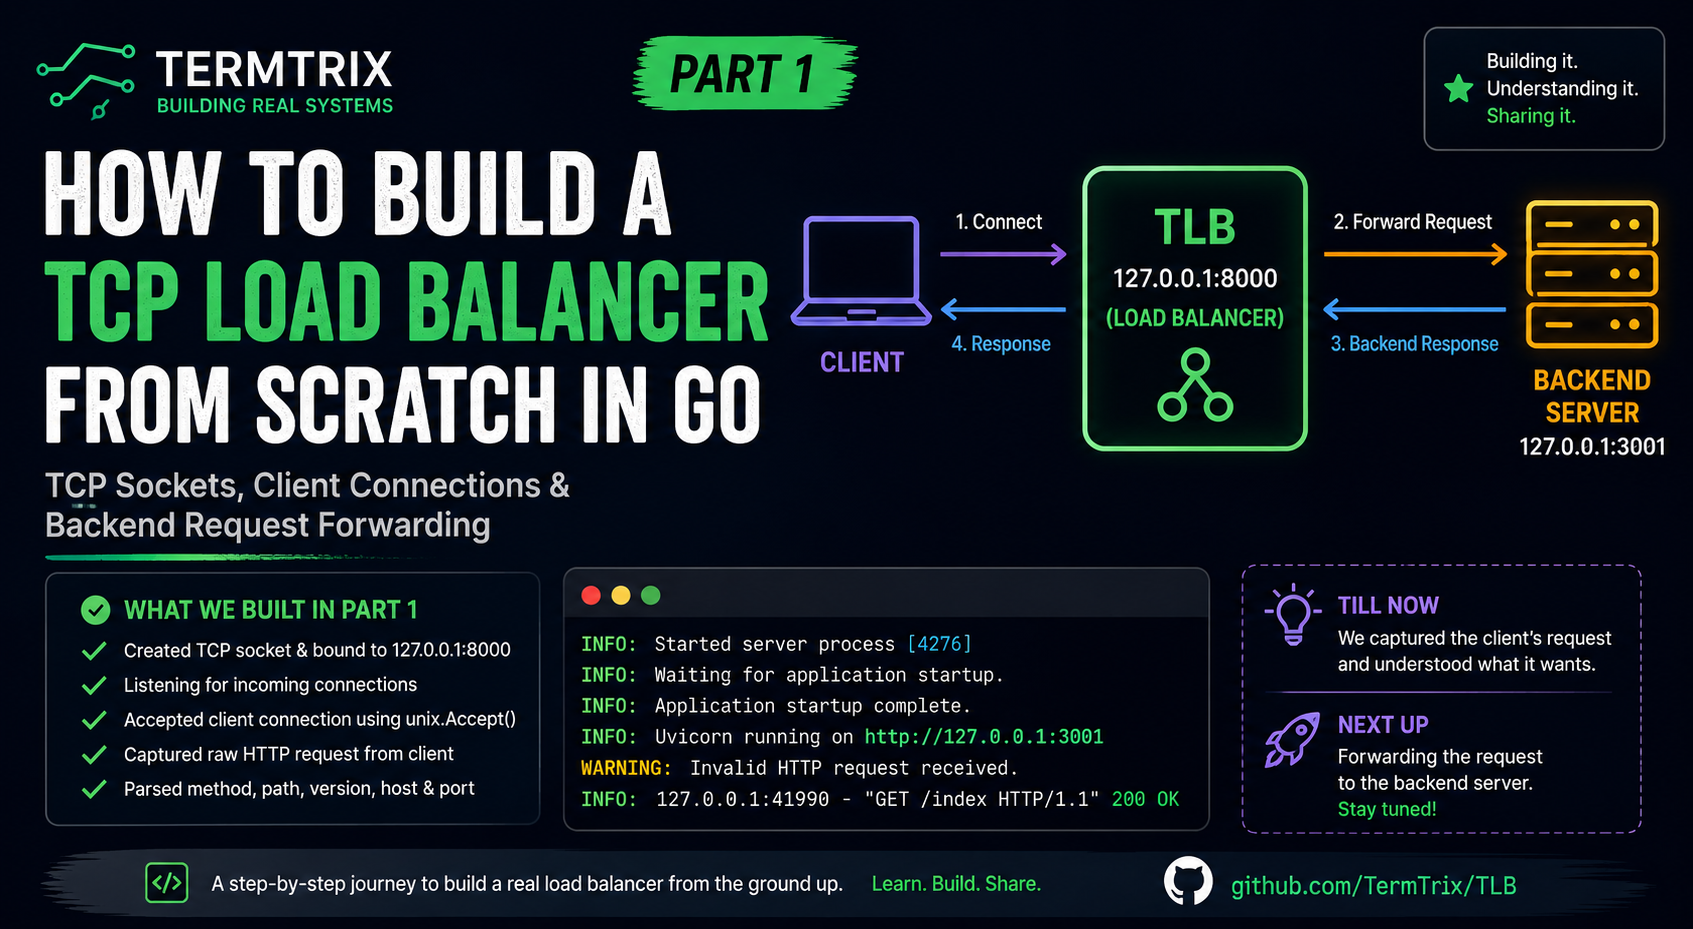 TERMTRIX
BUILDING REAL SYSTEMS
PART 1
Building it.
Understanding it.
Sharing it.
HOW TO BUILD A
TCP LOAD BALANCER
FROM SCRATCH IN GO
TCP Sockets, Client Connections &
Backend Request Forwarding
CLIENT
1. Connect
4. Response
TLB
127.0.0.1:8000
(LOAD BALANCER)
2. Forward Request
3. Backend Response
BACKEND
SERVER
127.0.0.1:3001
WHAT WE BUILT IN PART 1
Created TCP socket & bound to 127.0.0.1:8000
Listening for incoming connections
Accepted client connection using unix.Accept()
Captured raw HTTP request from client
Parsed method, path, version, host & port
INFO: Started server process [4276]
INFO: Waiting for application startup.
INFO: Application startup complete.
INFO: Uvicorn running on http://127.0.0.1:3001
WARNING: Invalid HTTP request received.
INFO: 127.0.0.1:41990 - "GET /index HTTP/1.1" 200 OK
TILL NOW
We captured the client's request
and understood what it wants.
NEXT UP
Forwarding the request
to the backend server.
Stay tuned!
</> A step-by-step journey to build a real load balancer from the ground up. Learn. Build. Share.
github.com/TermTrix/TLB